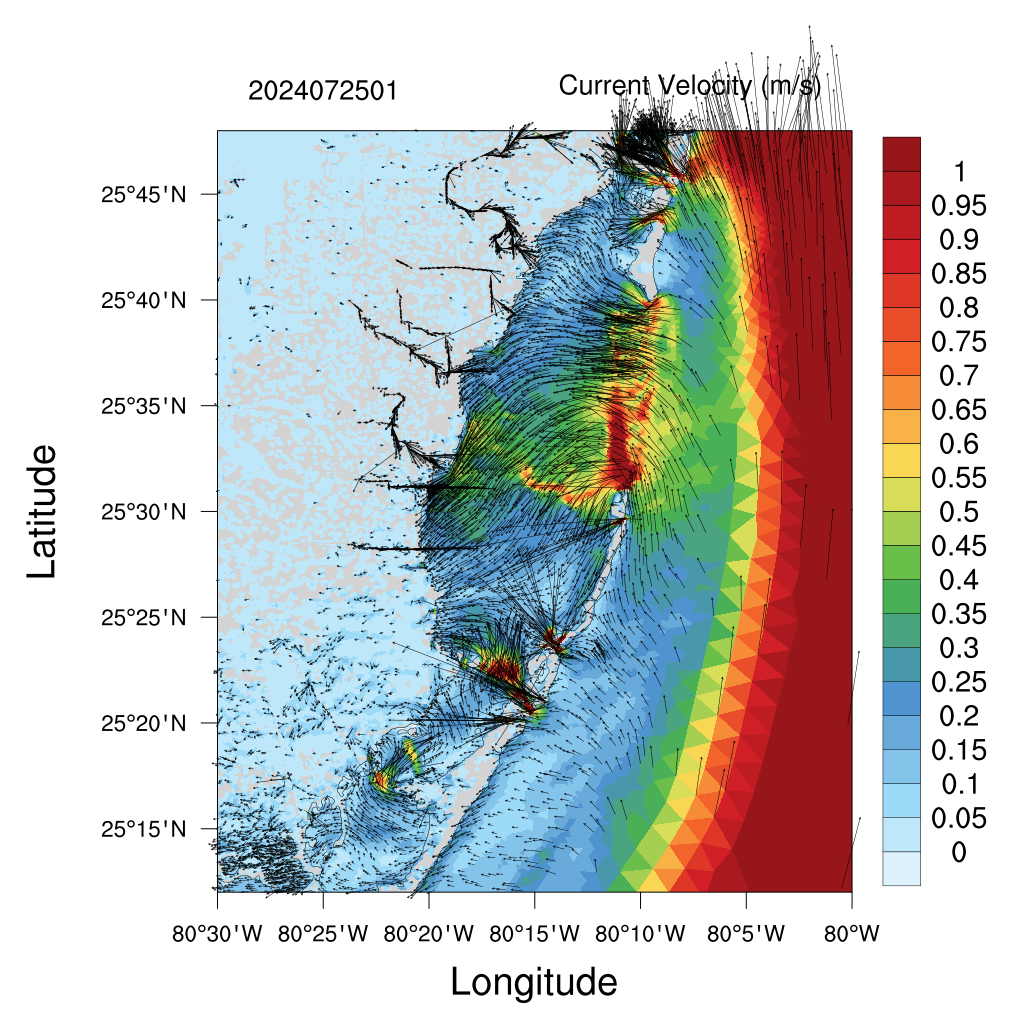 2024072501
Current Velocity (m/s)
25°45'N
25°40'N
25°35'N
25°30'N
25°25'N
25°20'N
25°15'N
Latitude
80°30'W 80°25'W 80°20'W 80°15'W 80°10'W 80°5'W 80°W
Longitude
1
0.95
0.9
0.85
0.8
0.75
0.7
0.65
0.6
0.55
0.5
0.45
0.4
0.35
0.3
0.25
0.2
0.15
0.1
0.05
0